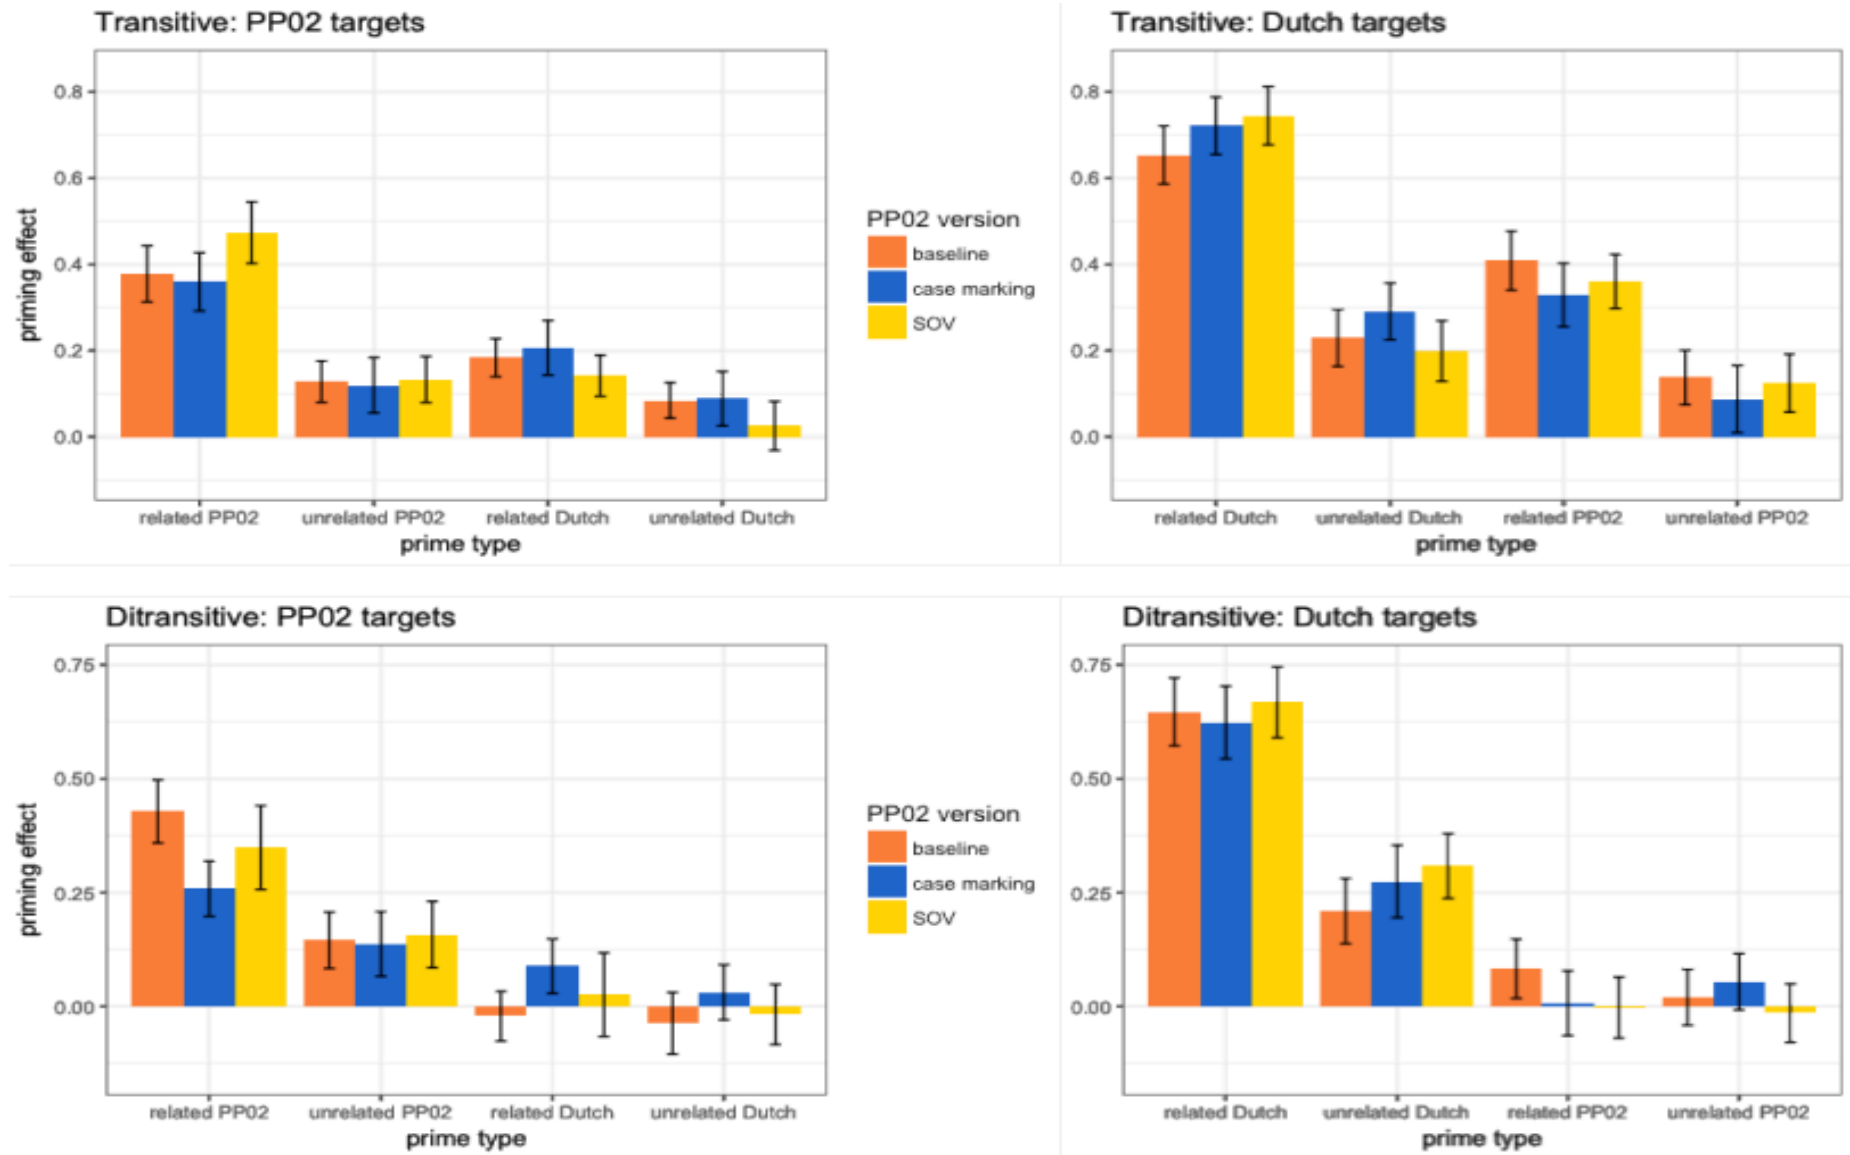 Transitive: PP02 targets
priming effect
0.8
0.6
0.4
0.2
0.0
related PP02
unrelated PP02
related Dutch
unrelated Dutch
prime type
PP02 version
baseline
case marking
SOV
Transitive: Dutch targets
0.8
0.6
0.4
0.2
0.0
related Dutch
unrelated Dutch
related PP02
unrelated PP02
prime type
Ditransitive: PP02 targets
priming effect
0.75
0.50
0.25
0.00
related PP02
unrelated PP02
related Dutch
unrelated Dutch
prime type
PP02 version
baseline
case marking
SOV
Ditransitive: Dutch targets
0.75
0.50
0.25
0.00
related Dutch
unrelated Dutch
related PP02
unrelated PP02
prime type